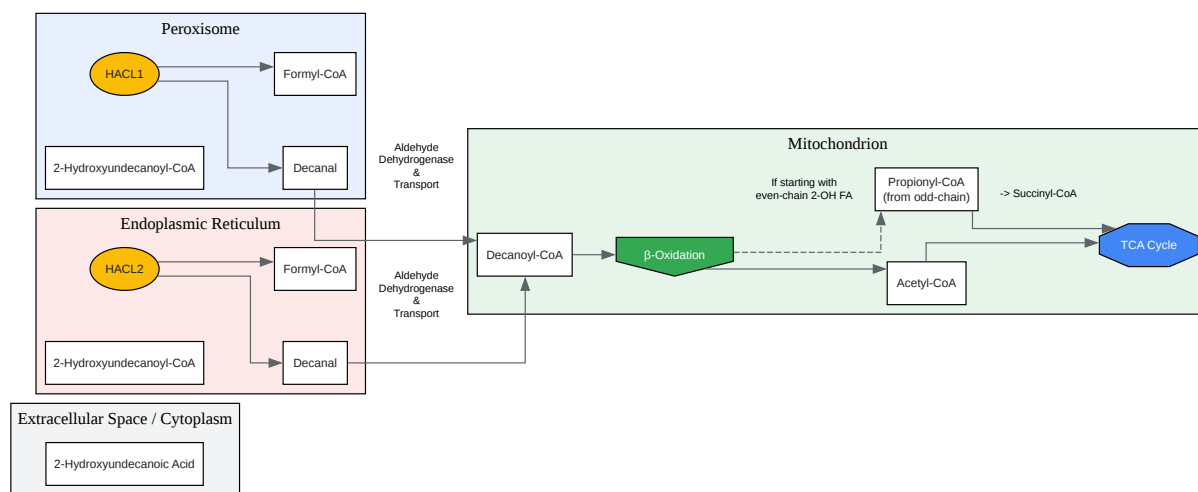 Peroxisome
HACL1
Formyl-CoA
2-Hydroxyundecanoyl-CoA
Decanal
Aldehyde
Dehydrogenase
&
Transport
Endoplasmic Reticulum
HACL2
Formyl-CoA
2-Hydroxyundecanoyl-CoA
Decanal
Aldehyde
Dehydrogenase
&
Transport
Extracellular Space / Cytoplasm
2-Hydroxyundecanoic Acid
Mitochondrion
Decanoyl-CoA
β-Oxidation
If starting with
even-chain 2-OH FA
Propionyl-CoA
(from odd-chain)
-> Succinyl-CoA
Acetyl-CoA
TCA Cycle